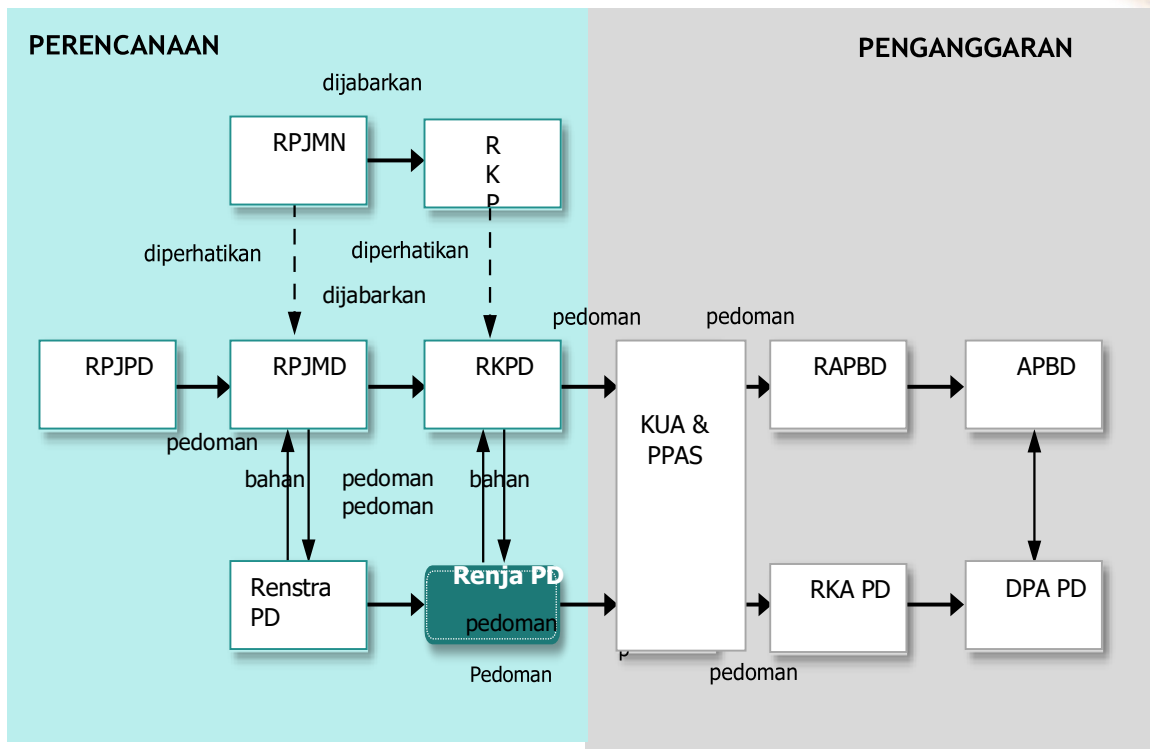 PERENCANAAN
PENGANGGARAN
dijabarkan
RPJMN
R
K
P
diperhatikan
diperhatikan
dijabarkan
pedoman
pedoman
RPJPD
RPJMD
RKPD
KUA &
PPAS
RAPBD
APBD
pedoman
bahan
pedoman
pedoman
bahan
Renstra
PD
Renja PD
pedoman
Pedoman
RKA PD
DPA PD
pedoman